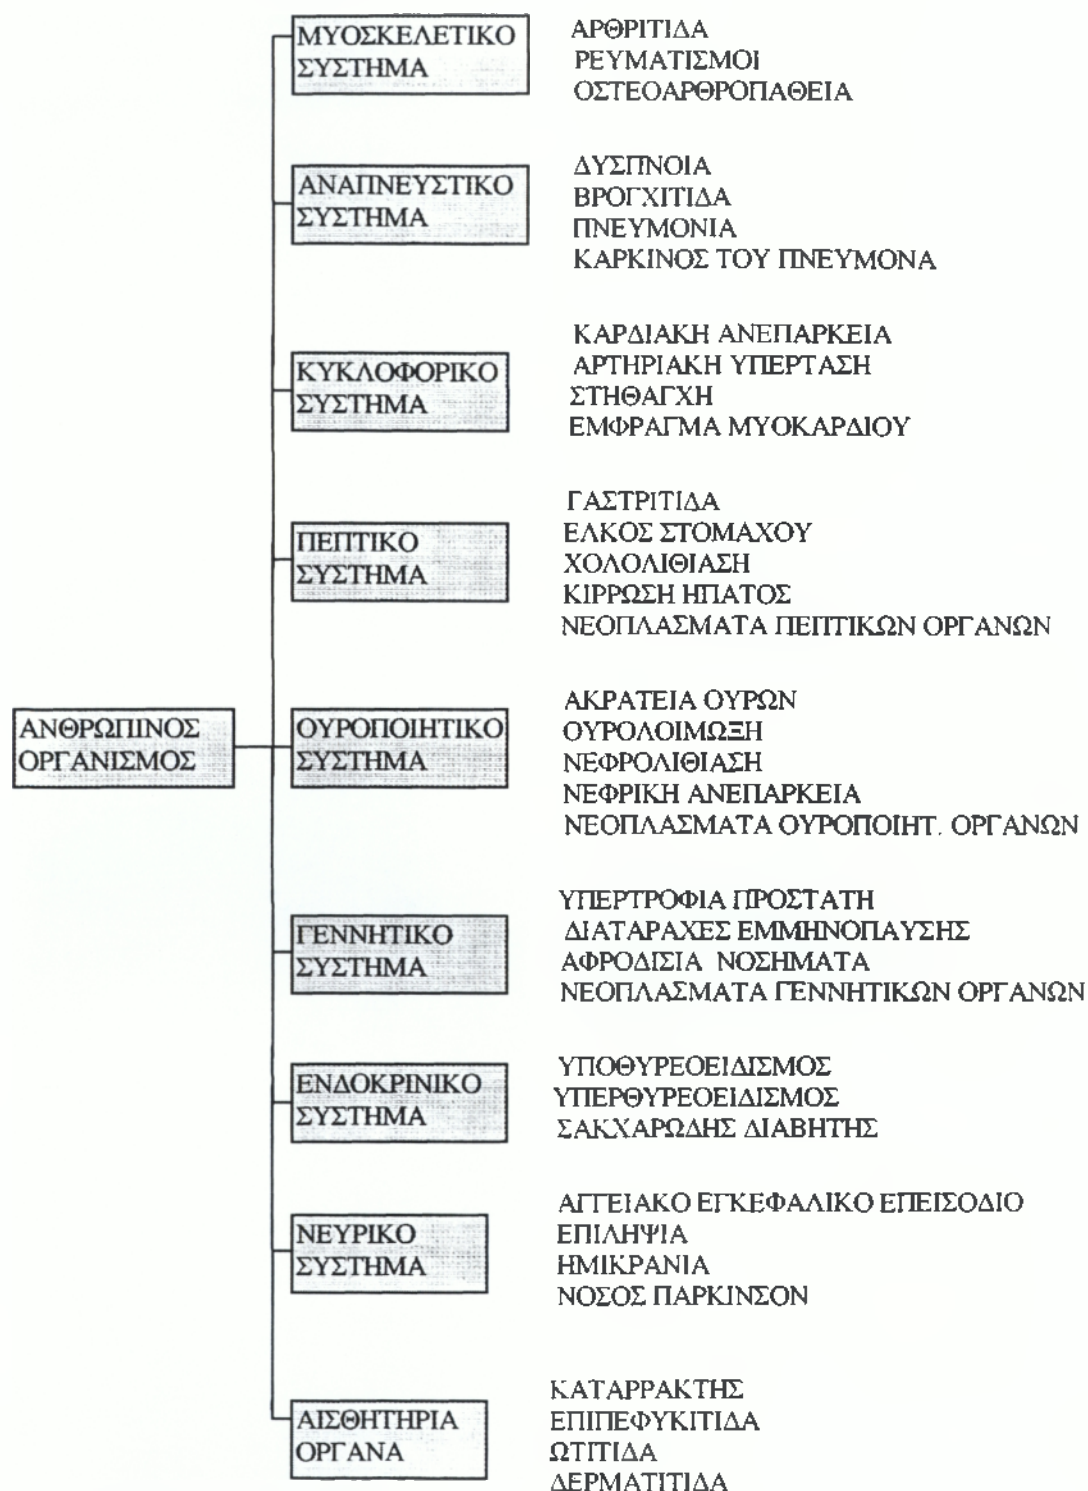 ΜΥΟΣΚΕΛΕΤΙΚΟ
ΣΥΣΤΗΜΑ
ΑΡΘΡΙΤΙΔΑ
ΡΕΥΜΑΤΙΣΜΟΙ
ΟΣΤΕΟΑΡΘΡΟΠΑΘΕΙΑ
ΑΝΑΠΝΕΥΣΤΙΚΟ
ΣΥΣΤΗΜΑ
ΔΥΣΠΝΟΙΑ
ΒΡΟΓΧΙΤΙΔΑ
ΠΝΕΥΜΟΝΙΑ
ΚΑΡΚΙΝΟΣ ΤΟΥ ΠΝΕΥΜΟΝΑ
ΚΥΚΛΟΦΟΡΙΚΟ
ΣΥΣΤΗΜΑ
ΚΑΡΔΙΑΚΗ ΑΝΕΠΑΡΚΕΙΑ
ΑΡΤΗΡΙΑΚΗ ΥΠΕΡΤΑΣΗ
ΣΤΗΘΑΓΧΗ
ΕΜΦΡΑΓΜΑ ΜΥΟΚΑΡΔΙΟΥ
ΠΕΠΤΙΚΟ
ΣΥΣΤΗΜΑ
ΓΑΣΤΡΙΤΙΔΑ
ΕΛΚΟΣ ΣΤΟΜΑΧΟΥ
ΧΟΛΟΛΙΘΙΑΣΗ
ΚΙΡΡΩΣΗ ΗΠΑΤΟΣ
ΝΕΟΠΛΑΣΜΑΤΑ ΠΕΠΤΙΚΩΝ ΟΡΓΑΝΩΝ
ΑΝΘΡΩΠΙΝΟΣ
ΟΡΓΑΝΙΣΜΟΣ
ΟΥΡΟΠΟΙΗΤΙΚΟ
ΣΥΣΤΗΜΑ
ΑΚΡΑΤΕΙΑ ΟΥΡΩΝ
ΟΥΡΟΛΟΙΜΩΞΗ
ΝΕΦΡΟΛΙΘΙΑΣΗ
ΝΕΦΡΙΚΗ ΑΝΕΠΑΡΚΕΙΑ
ΝΕΟΠΛΑΣΜΑΤΑ ΟΥΡΟΠΟΙΗΤ. ΟΡΓΑΝΩΝ
ΓΕΝΝΗΤΙΚΟ
ΣΥΣΤΗΜΑ
ΥΠΕΡΤΡΟΦΙΑ ΠΡΟΣΤΑΤΗ
ΔΙΑΤΑΡΑΧΕΣ ΕΜΜΗΝΟΠΑΥΣΗΣ
ΑΦΡΟΔΙΣΙΑ ΝΟΣΗΜΑΤΑ
ΝΕΟΠΛΑΣΜΑΤΑ ΓΕΝΝΗΤΙΚΩΝ ΟΡΓΑΝΩΝ
ΕΝΔΟΚΡΙΝΙΚΟ
ΣΥΣΤΗΜΑ
ΥΠΟΘΥΡΕΟΕΙΔΙΣΜΟΣ
ΥΠΕΡΘΥΡΕΟΕΙΔΙΣΜΟΣ
ΣΑΚΧΑΡΩΔΗΣ ΔΙΑΒΗΤΗΣ
ΝΕΥΡΙΚΟ
ΣΥΣΤΗΜΑ
ΑΓΓΕΙΑΚΟ ΕΓΚΕΦΑΛΙΚΟ ΕΠΕΙΣΟΔΙΟ
ΕΠΙΛΗΨΙΑ
ΗΜΙΚΡΑΝΙΑ
ΝΟΣΟΣ ΠΑΡΚΙΝΣΟΝ
ΑΙΣΘΗΤΗΡΙΑ
ΟΡΓΑΝΑ
ΚΑΤΑΡΡΑΚΤΗΣ
ΕΠΙΠΕΦΥΚΙΤΙΔΑ
ΩΤΙΤΙΔΑ
ΔΕΡΜΑΤΙΤΙΔΑ